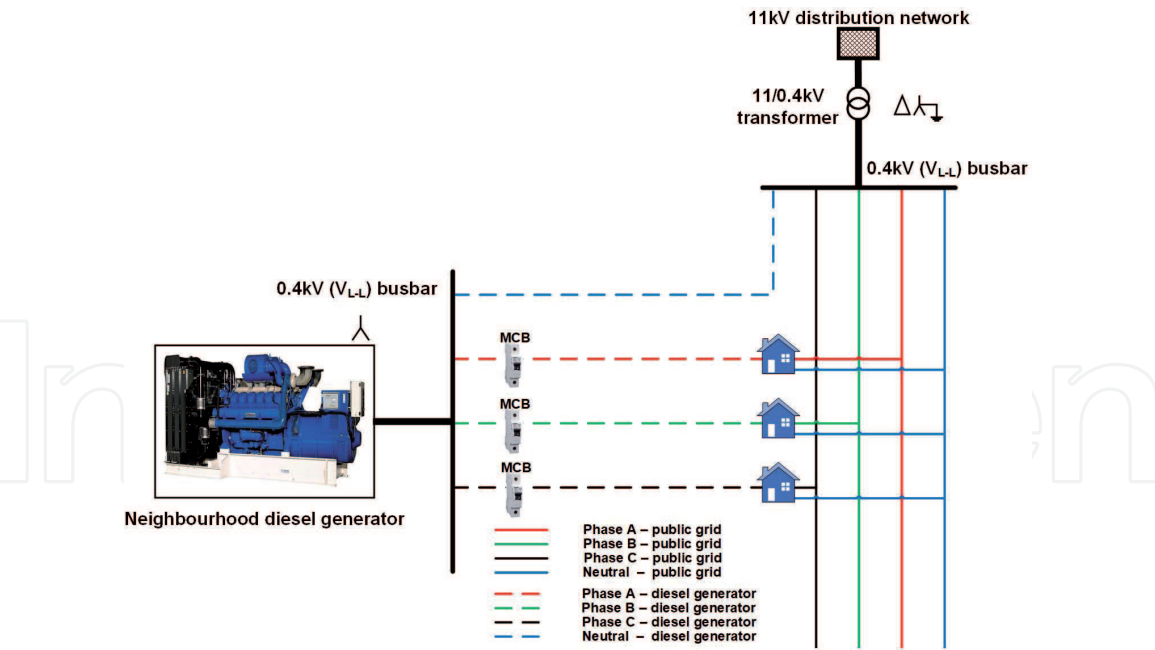 11kV distribution network
11/0.4kV
transformer
0.4kV (VL-L) busbar
0.4kV (VL-L) busbar
MCB
MCB
MCB
Neighbourhood diesel generator
Phase A – public grid
Phase B – public grid
Phase C – public grid
Neutral – public grid
Phase A – diesel generator
Phase B – diesel generator
Phase C – diesel generator
Neutral – diesel generator